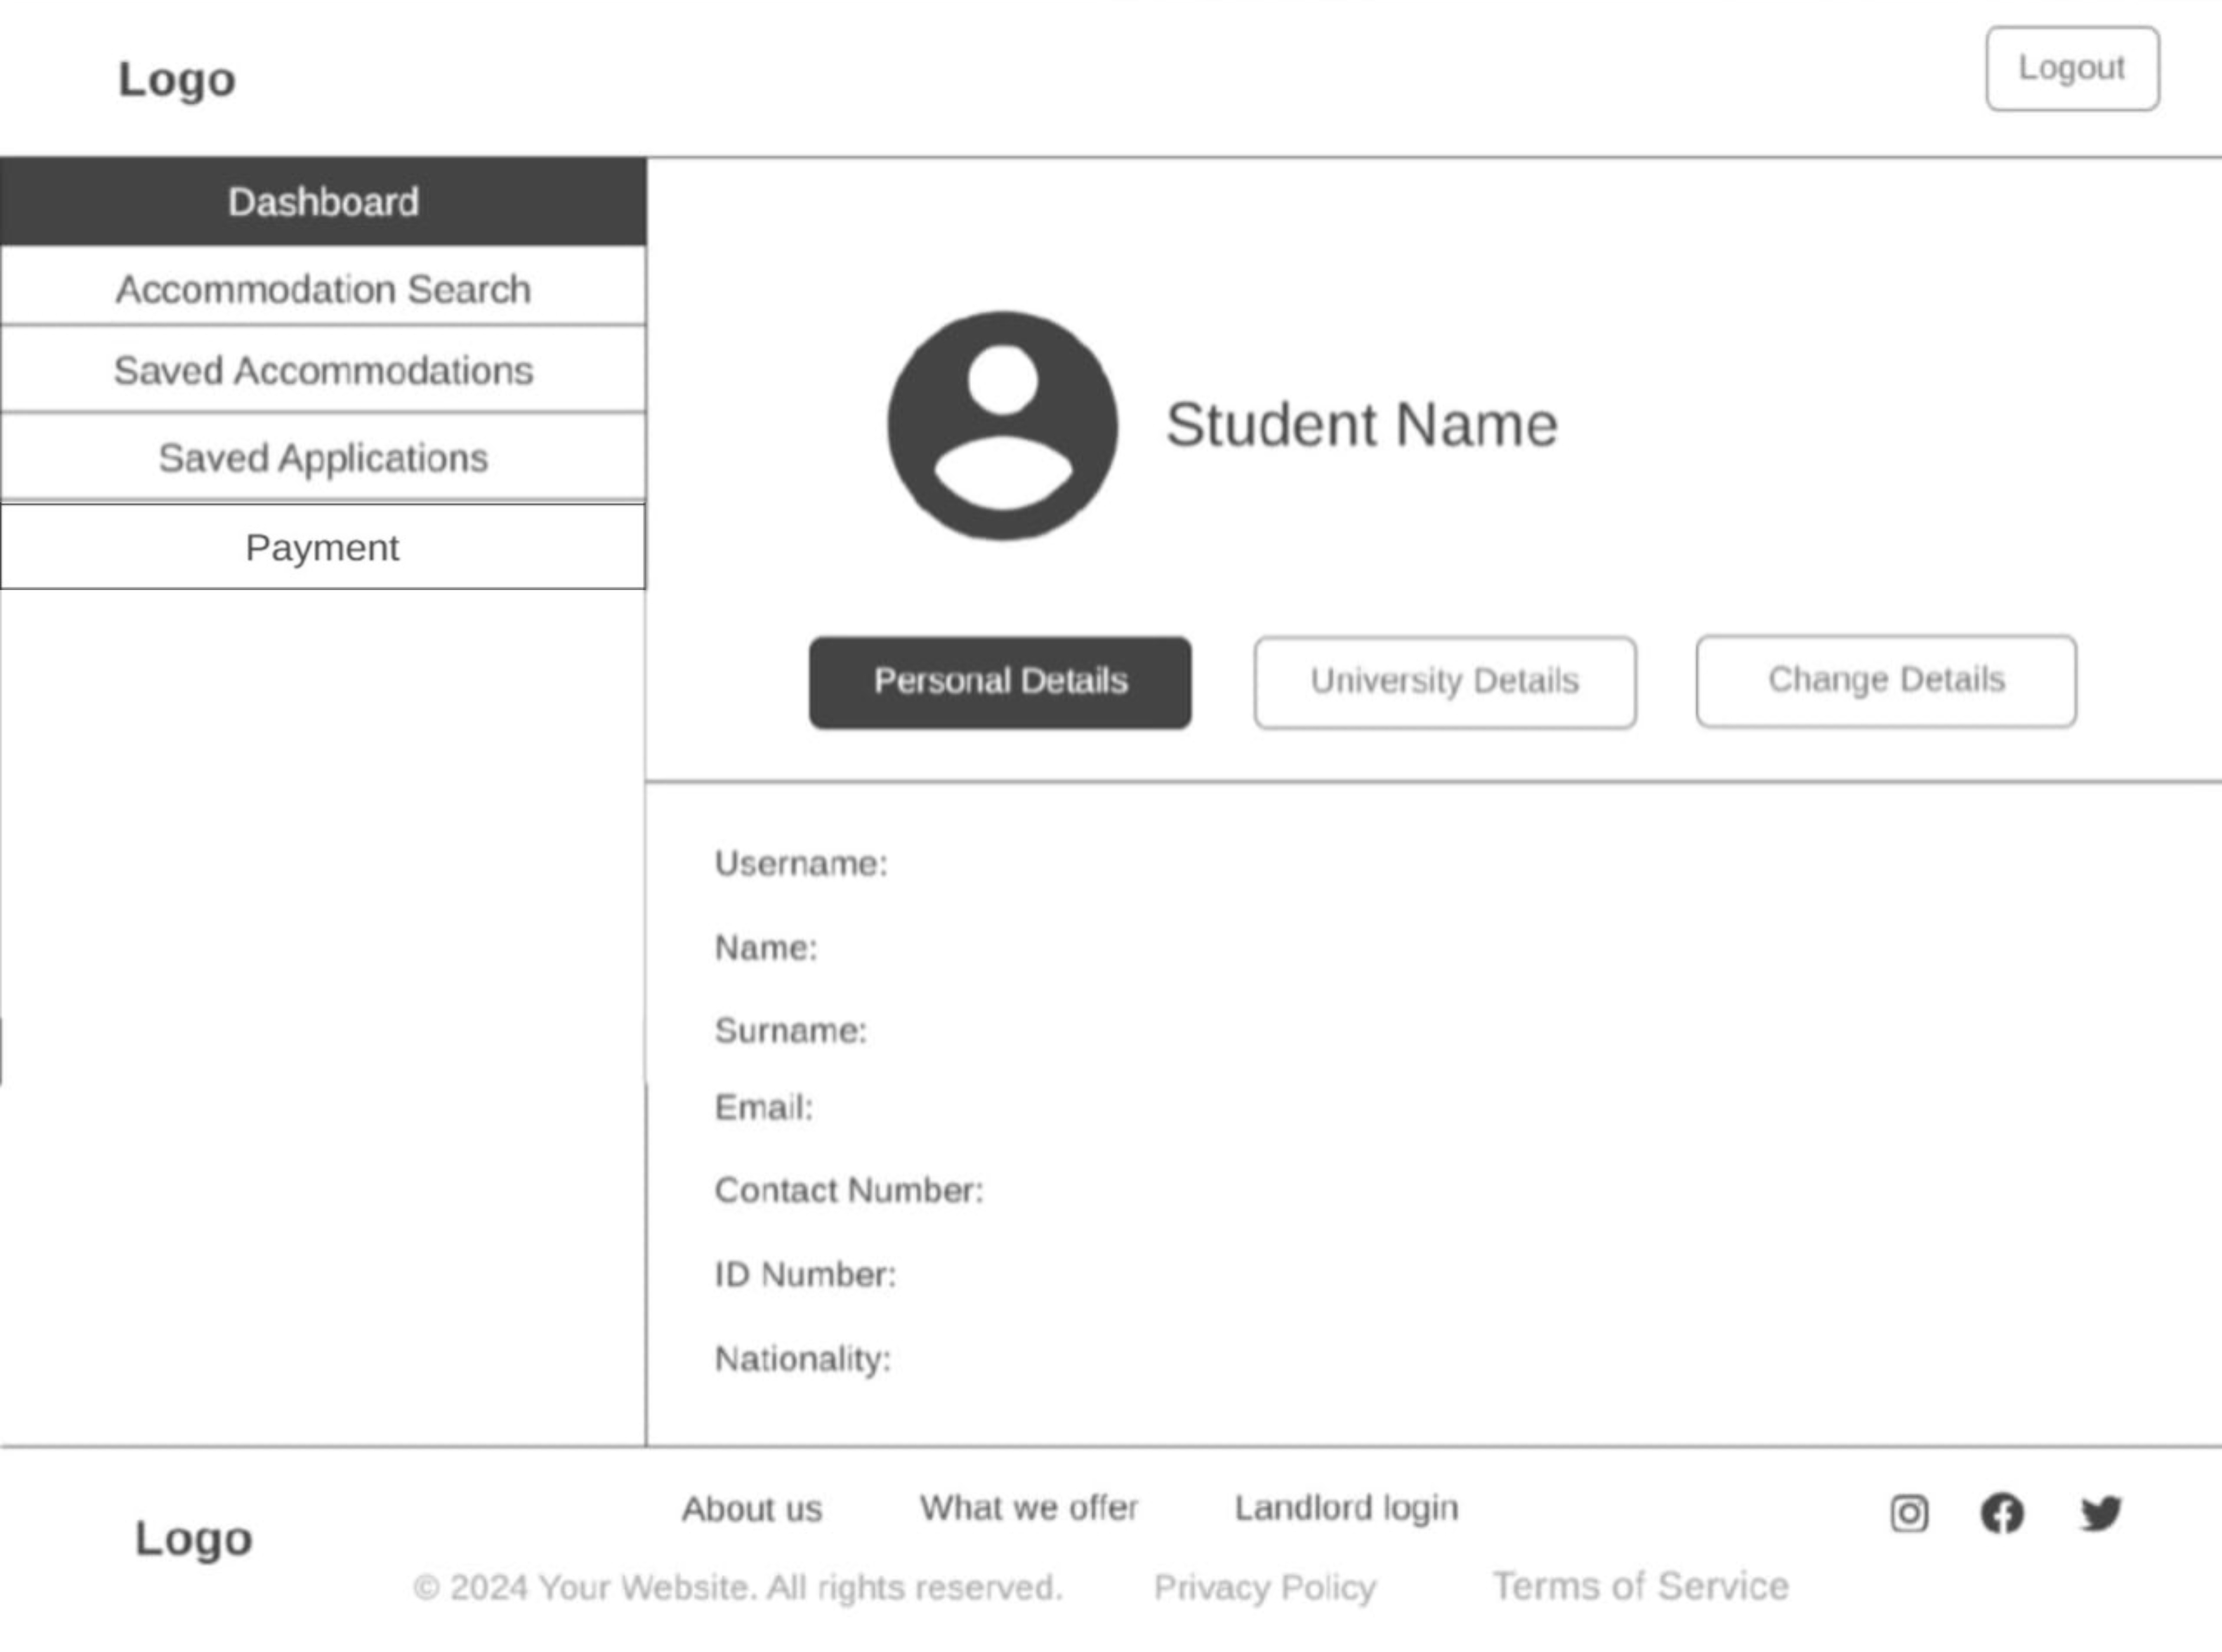 Logo
Logout
Dashboard
Accommodation Search
Saved Accommodations
Saved Applications
Payment
Student Name
Personal Details
University Details
Change Details
Username:
Name:
Surname:
Email:
Contact Number:
ID Number:
Nationality:
Logo
About us
What we offer
Landlord login
© 2024 Your Website. All rights reserved.
Privacy Policy
Terms of Service